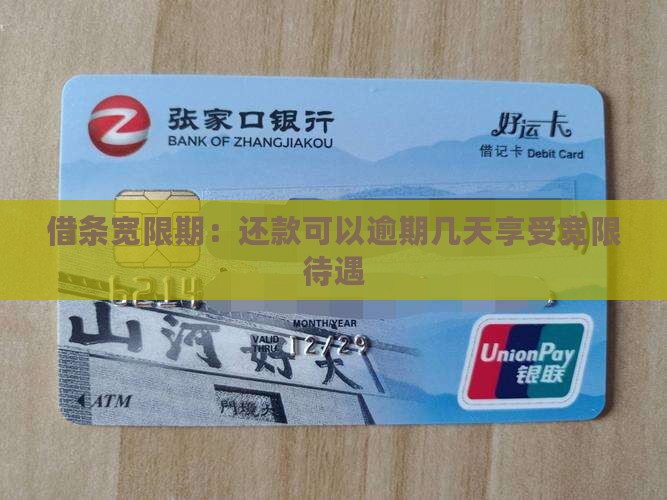 张家口银行
BANK OF ZHANGJIAKOU
好运卡
借记卡 Debit Card
借条宽限期：还款可以逾期几天享受宽限
待遇
6214
MONTH/YEAR
VALID
THRU 12/29
山河好大
UnionPay
银联
ATM